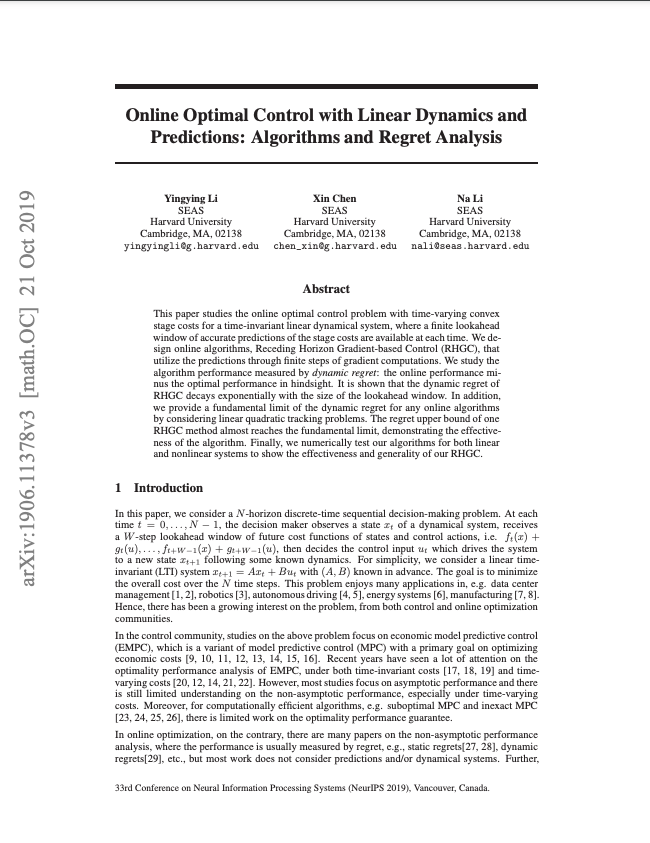 arXiv:1906.11378v3 [math.OC] 21 Oct 2019
Online Optimal Control with Linear Dynamics and
Predictions: Algorithms and Regret Analysis
Yingying Li
SEAS
Harvard University
Cambridge, MA, 02138
yingyingli@g.harvard.edu
Xin Chen
SEAS
Harvard University
Cambridge, MA, 02138
chen_xin@g.harvard.edu
Na Li
SEAS
Harvard University
Cambridge, MA, 02138
nali@seas.harvard.edu
Abstract
This paper studies the online optimal control problem with time-varying convex
stage costs for a time-invariant linear dynamical system, where a finite lookahead
window of accurate predictions of the stage costs are available at each time. We de-
sign online algorithms, Receding Horizon Gradient-based Control (RHGC), that
utilize the predictions through finite steps of gradient computations. We study the
algorithm performance measured by dynamic regret: the online performance mi-
nus the optimal performance in hindsight. It is shown that the dynamic regret of
RHGC decays exponentially with the size of the lookahead window. In addition,
we provide a fundamental limit of the dynamic regret for any online algorithms
by considering linear quadratic tracking problems. The regret upper bound of one
RHGC method almost reaches the fundamental limit, demonstrating the effective-
ness of the algorithm. Finally, we numerically test our algorithms for both linear
and nonlinear systems to show the effectiveness and generality of our RHGC.
1 Introduction
In this paper, we consider a N-horizon discrete-time sequential decision-making problem. At each
time t = 0, . . . , N − 1, the decision maker observes a state xₜ of a dynamical system, receives
a W-step lookahead window of future cost functions of states and control actions, i.e. fₜ(x) +
gₜ(u), . . . , fₜ₊W₋₁(x) + gₜ₊W₋₁(u), then decides the control input uₜ which drives the system
to a new state xₜ₊₁ following some known dynamics. For simplicity, we consider a linear time-
invariant (LTI) system xₜ₊₁ = Axₜ + Buₜ with (A, B) known in advance. The goal is to minimize
the overall cost over the N time steps. This problem enjoys many applications in, e.g. data center
management [1, 2], robotics [3], autonomous driving [4, 5], energy systems [6], manufacturing [7, 8].
Hence, there has been a growing interest on the problem, from both control and online optimization
communities.
In the control community, studies on the above problem focus on economic model predictive control
(EMPC), which is a variant of model predictive control (MPC) with a primary goal on optimizing
economic costs [9, 10, 11, 12, 13, 14, 15, 16]. Recent years have seen a lot of attention on the
optimality performance analysis of EMPC, under both time-invariant costs [17, 18, 19] and time-
varying costs [20, 12, 14, 21, 22]. However, most studies focus on asymptotic performance and there
is still limited understanding on the non-asymptotic performance, especially under time-varying
costs. Moreover, for computationally efficient algorithms, e.g. suboptimal MPC and inexact MPC
[23, 24, 25, 26], there is limited work on the optimality performance guarantee.
In online optimization, on the contrary, there are many papers on the non-asymptotic performance
analysis, where the performance is usually measured by regret, e.g., static regrets[27, 28], dynamic
regrets[29], etc., but most work does not consider predictions and/or dynamical systems. Further,
33rd Conference on Neural Information Processing Systems (NeurIPS 2019), Vancouver, Canada.